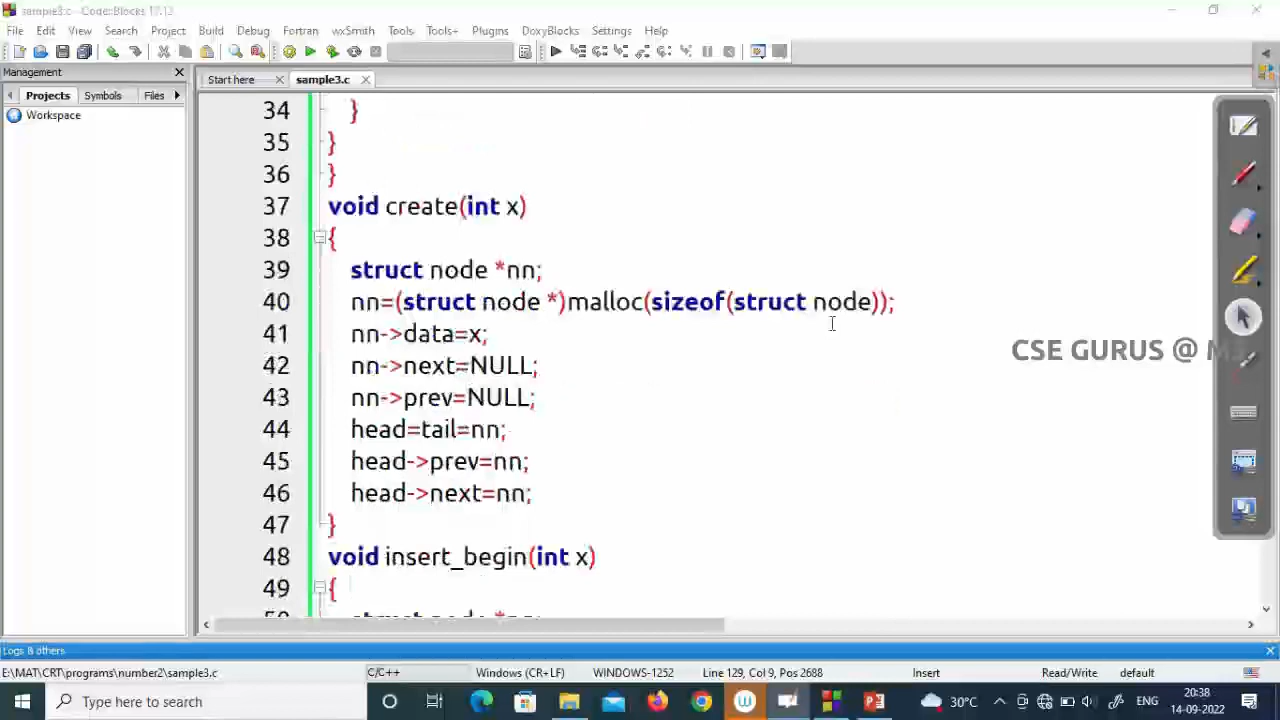 sample3.c - Code::Blocks 17.12
File Edit View Search Project Build Debug Fortran wxSmith Tools Tools+ Plugins DoxyBlocks Settings Help
Management
Start here
sample3.c
Projects Symbols Files
Workspace
34 }
35 }
36 }
37 void create(int x)
38 {
39 struct node *nn;
40 nn=(struct node *)malloc(sizeof(struct node));
41 nn->data=x;
42 nn->next=NULL;
43 nn->prev=NULL;
44 head=tail=nn;
45 head->prev=nn;
46 head->next=nn;
47 }
48 void insert_begin(int x)
49 {
CSE GURUS @
Logs & others
E:\MAT\CRT\programs\number2\sample3.c C/C++ Windows (CR+LF) WINDOWS-1252 Line 129, Col 9, Pos 2688 Insert Read/Write default
Type here to search
30°C
ENG
20:38
14-09-2022